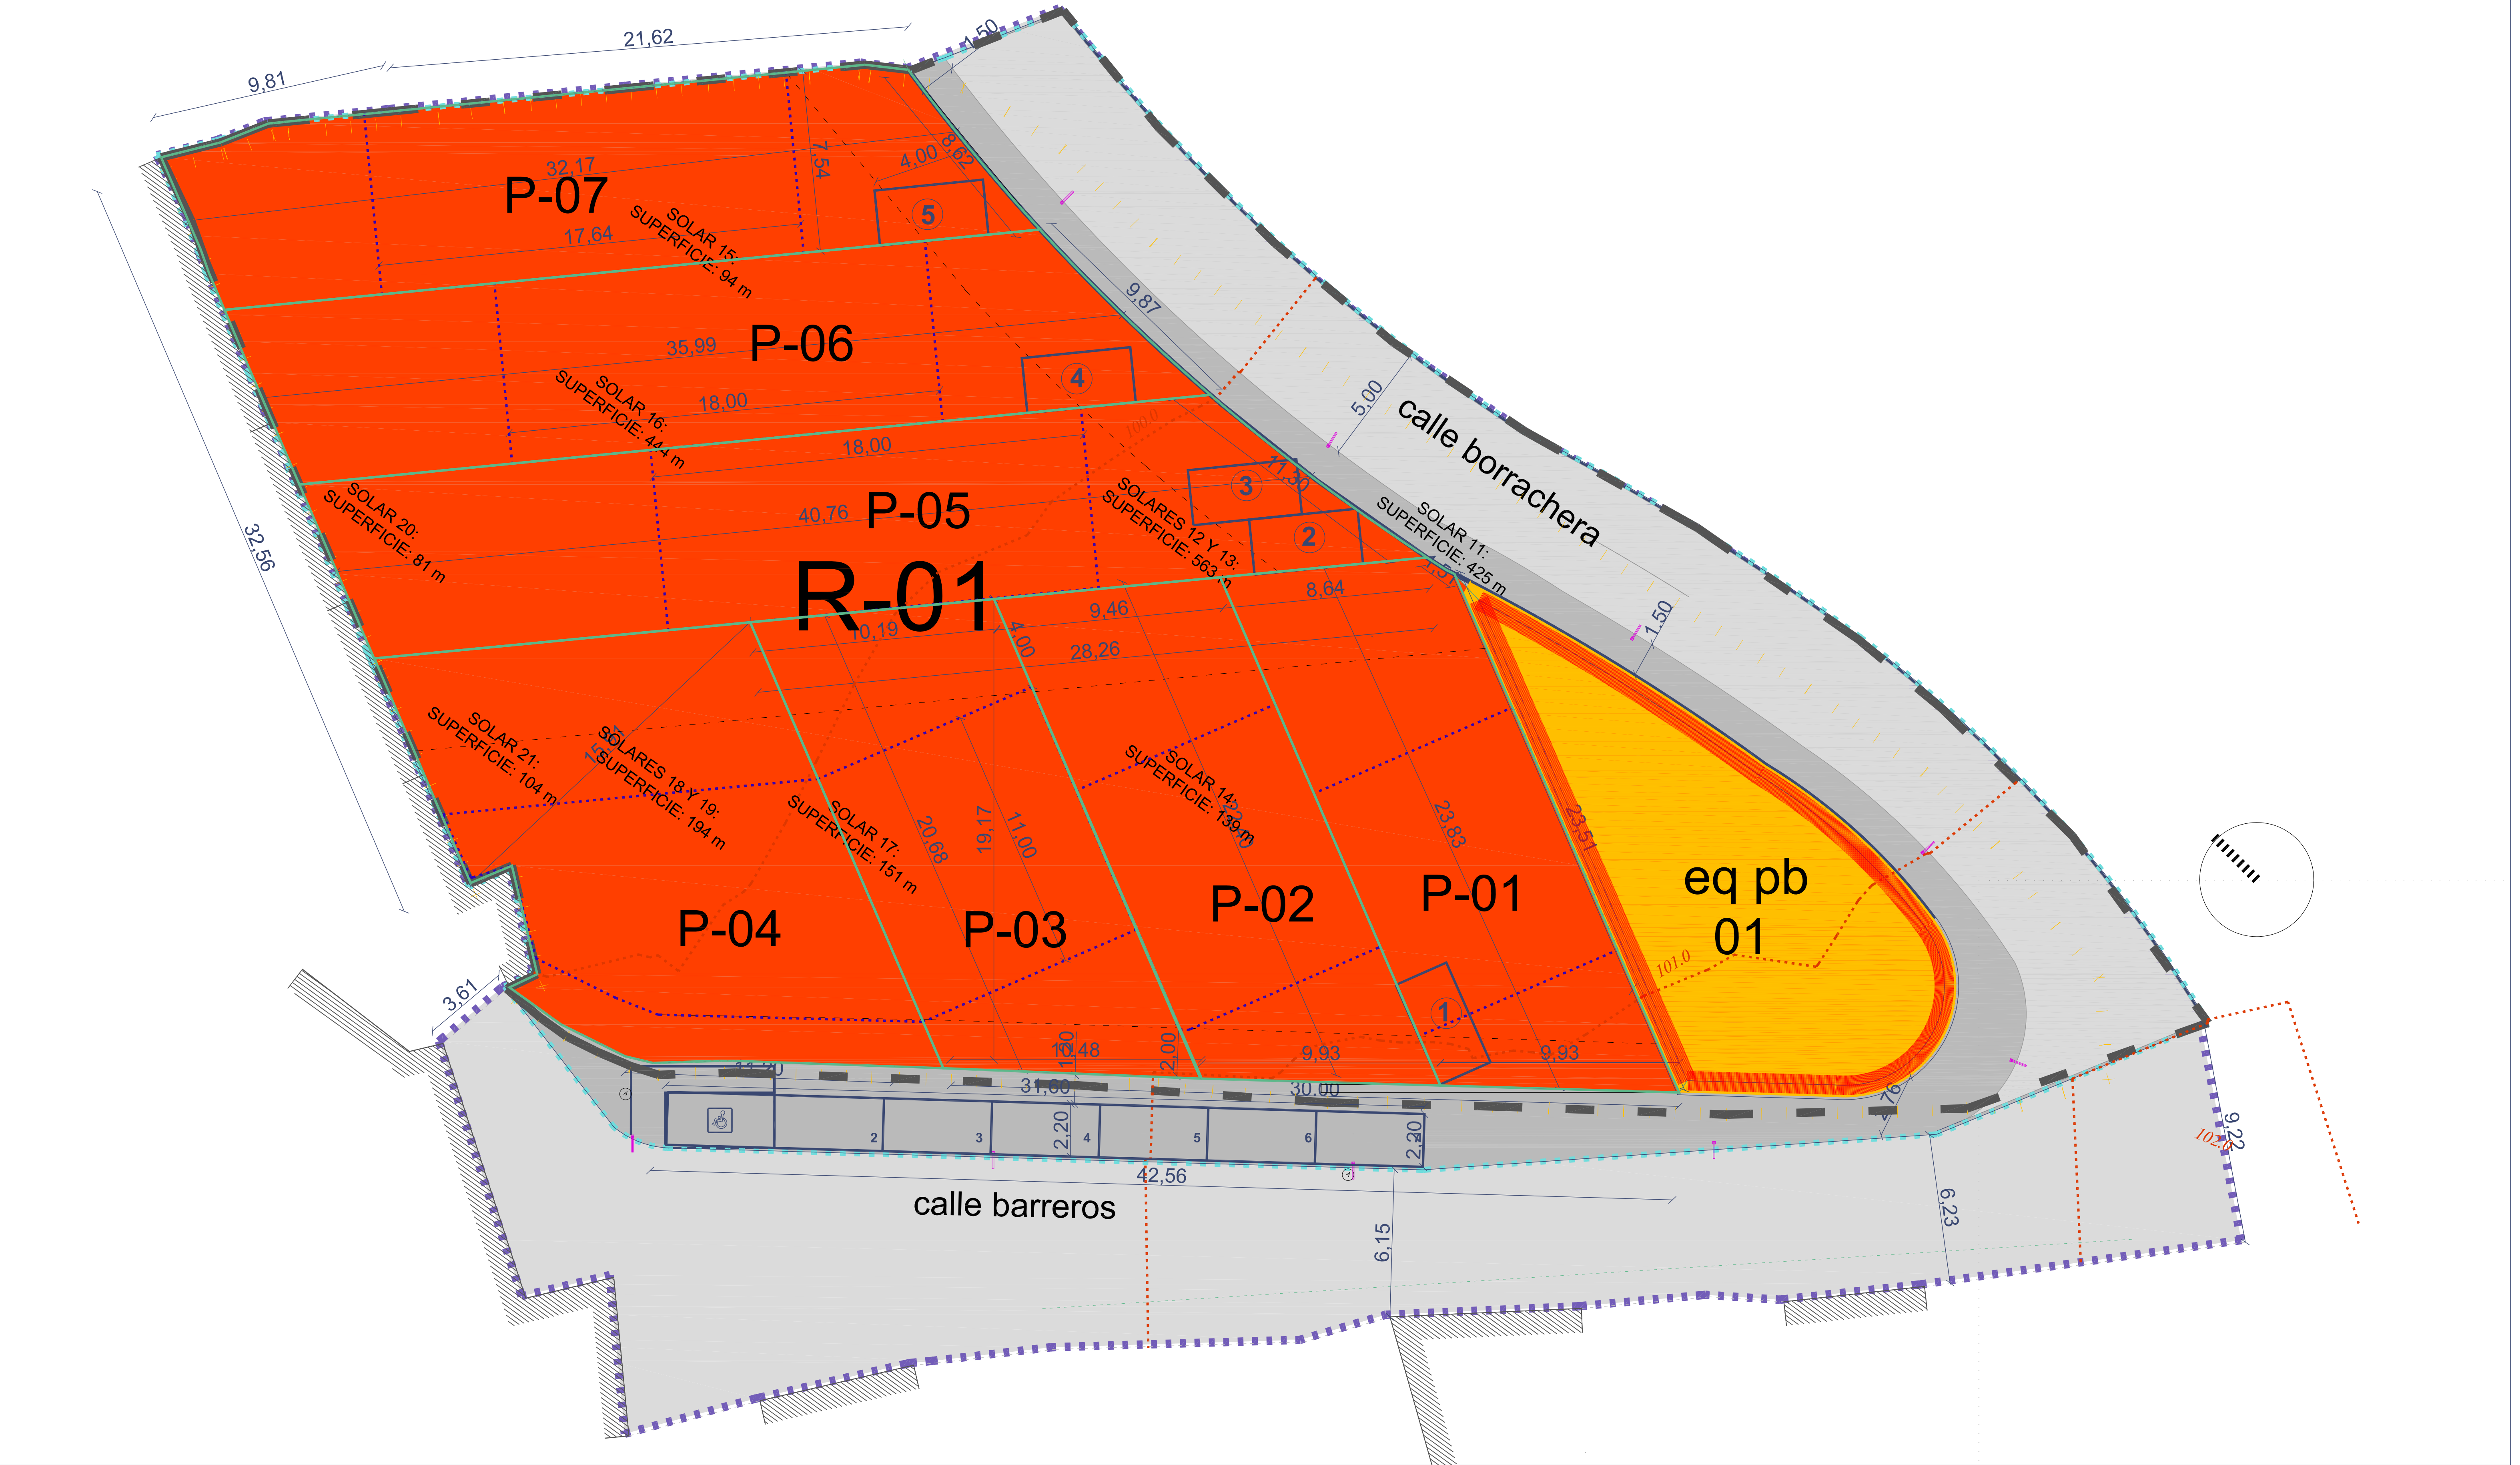 21,62
1,50
9,81
7,54
4,00
8,62
32,17
P-07
5
SOLAR 15:
SUPERFICIE: 94 m
17,64
9,87
35,99
P-06
4
5,00
calle borrachera
SOLAR 16:
18,00
18,00
100.0
11,30
3
SOLARES 12 Y 13:
SUPERFICIE: 563 m
SOLAR 11:
SUPERFICIE: 425 m
SOLAR 20:
SUPERFICIE: 81 m
40,76
P-05
2
32,56
R-01
10,19
9,46
8,64
4,00
28,26
1,50
SOLAR 21:
SUPERFICIE: 104 m
SOLARES 18 Y 19:
SUPERFICIE: 194 m
SOLAR 17:
SUPERFICIE: 151 m
SOLAR 14:
SUPERFICIE: 139 m
20,68
19,17
11,00
23,83
23,51
P-04
P-03
P-02
P-01
eq pb
01
101.0
3,61
1
10,48
2,00
9,93
9,93
31,60
30.00
2
3
4
5
6
2,20
2,20
42,56
calle barreros
6,15
6,23
9,22